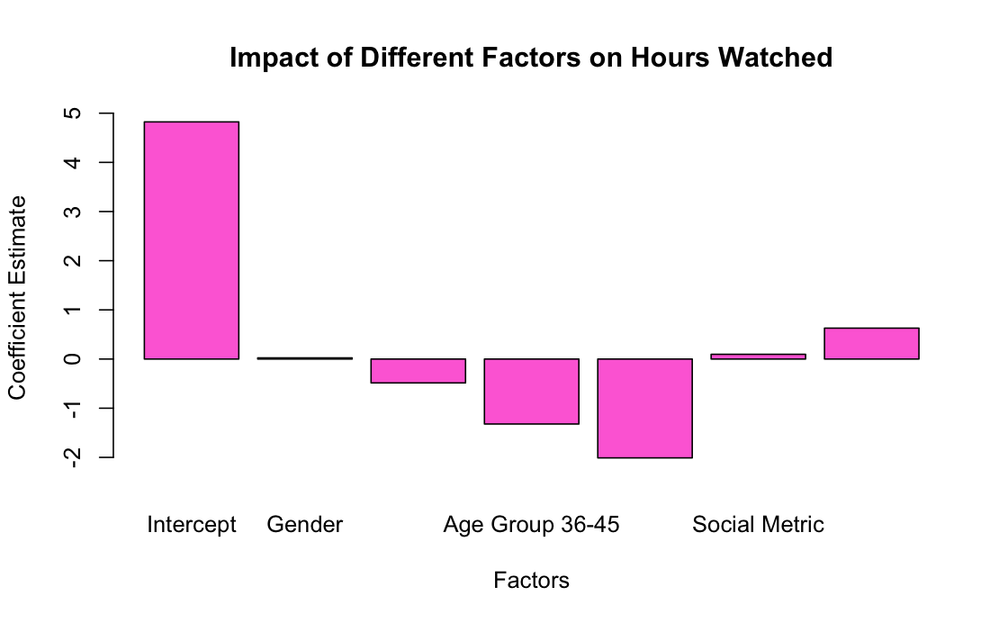 Impact of Different Factors on Hours Watched
Coefficient Estimate
5
4
3
2
1
0
-1
-2
Intercept Gender Age Group 36-45 Social Metric
Factors